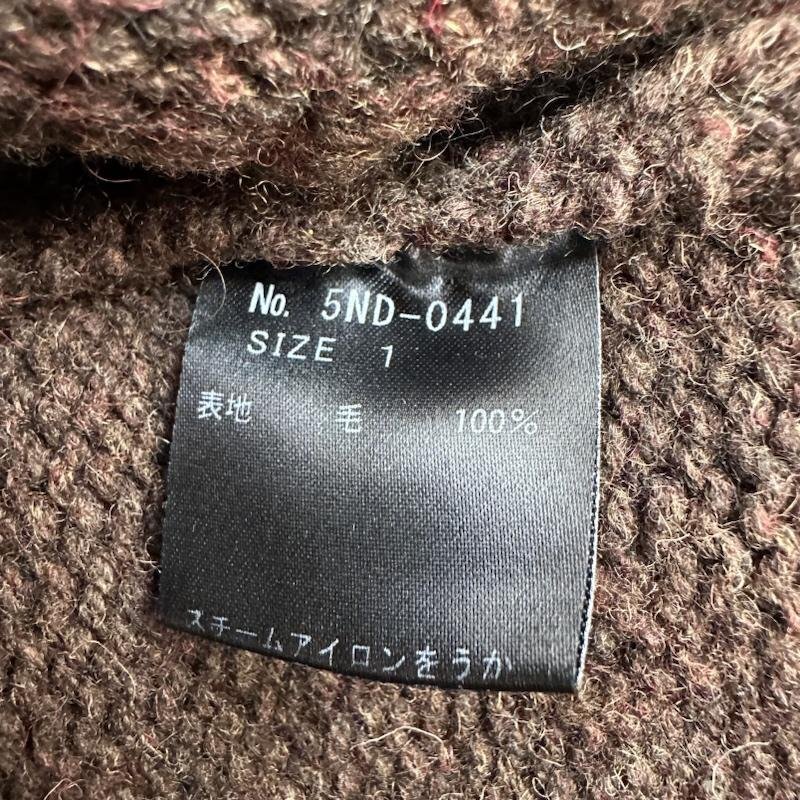 No. 5ND-0441
SIZE 1
表地 毛 100%
スチームアイロンをうか